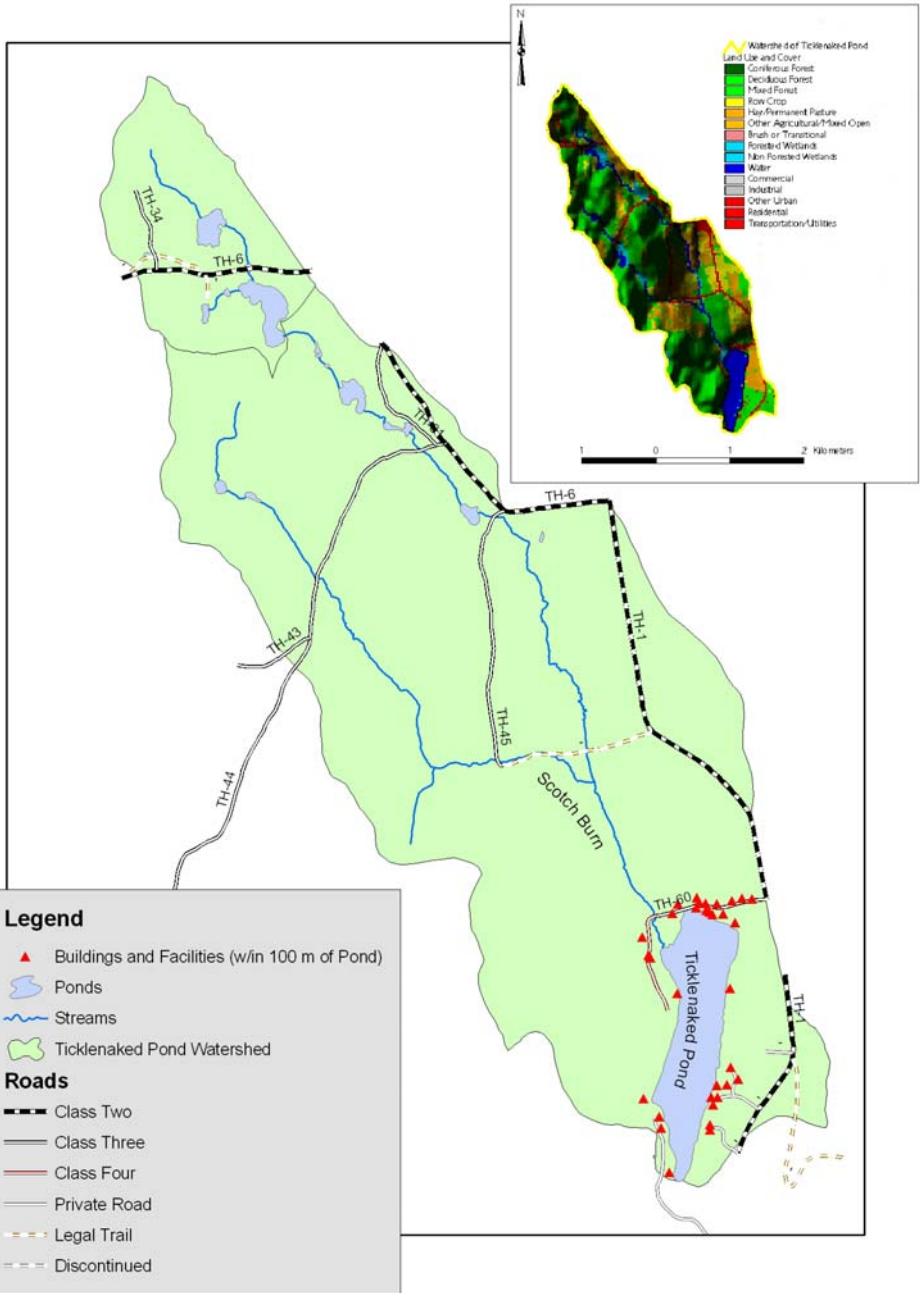 N
Watershed of Ticklenaked Pond
Land Use and Cover
Coniferous Forest
Deciduous Forest
Mixed Forest
Row Crop
Hay/Permanent Pasture
Other Agricultural/Mixed Open
Brush or Transitional
Forested Wetlands
Non Forested Wetlands
Water
Commercial
Industrial
Other Urban
Residential
Transportation/Utilities
1 0 1 2 Kilometers
TH-34
TH-6
TH-6
TH-1
TH-43
TH-45
TH-44
Scotch Burn
TH-60
Ticklenaked Pond
TH-1
Legend
Buildings and Facilities (w/in 100 m of Pond)
Ponds
Streams
Ticklenaked Pond Watershed
Roads
Class Two
Class Three
Class Four
Private Road
Legal Trail
Discontinued